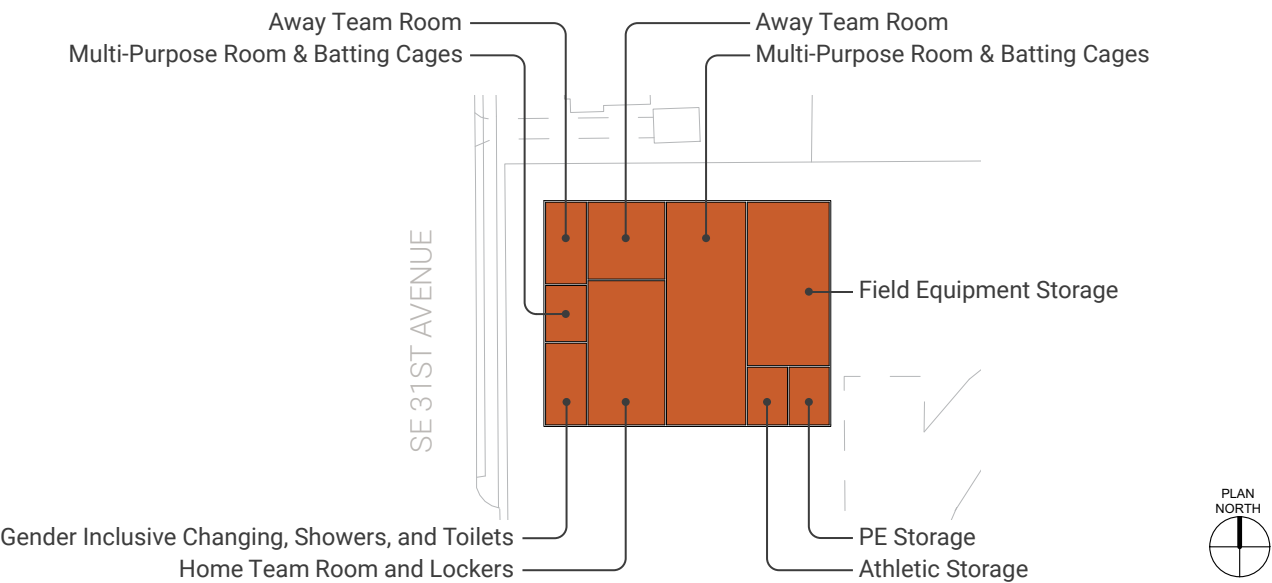 Away Team Room
Away Team Room
Multi-Purpose Room & Batting Cages
Multi-Purpose Room & Batting Cages
SE 31ST AVENUE
Field Equipment Storage
Gender Inclusive Changing, Showers, and Toilets
PE Storage
Home Team Room and Lockers
Athletic Storage
PLAN
NORTH